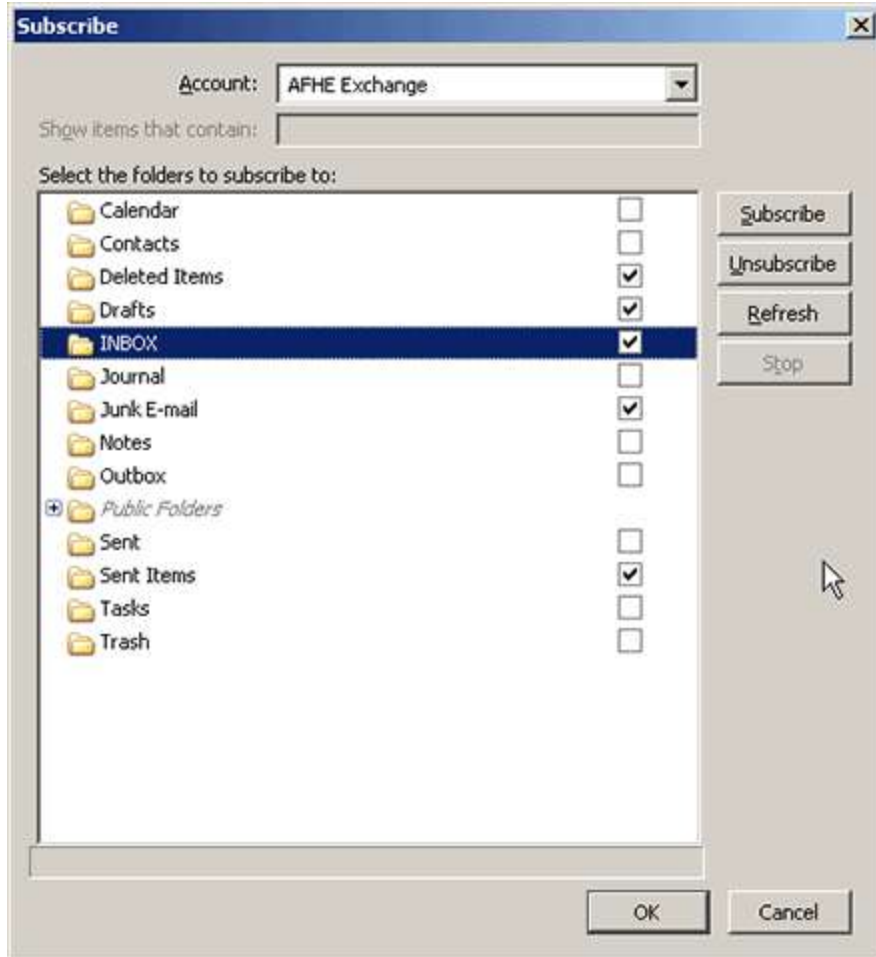 Subscribe
Account: AFHE Exchange
Show items that contain:
Select the folders to subscribe to:
Calendar
Contacts
Deleted Items
Drafts
INBOX
Journal
Junk E-mail
Notes
Outbox
Public Folders
Sent
Sent Items
Tasks
Trash
Subscribe
Unsubscribe
Refresh
Stop
OK
Cancel